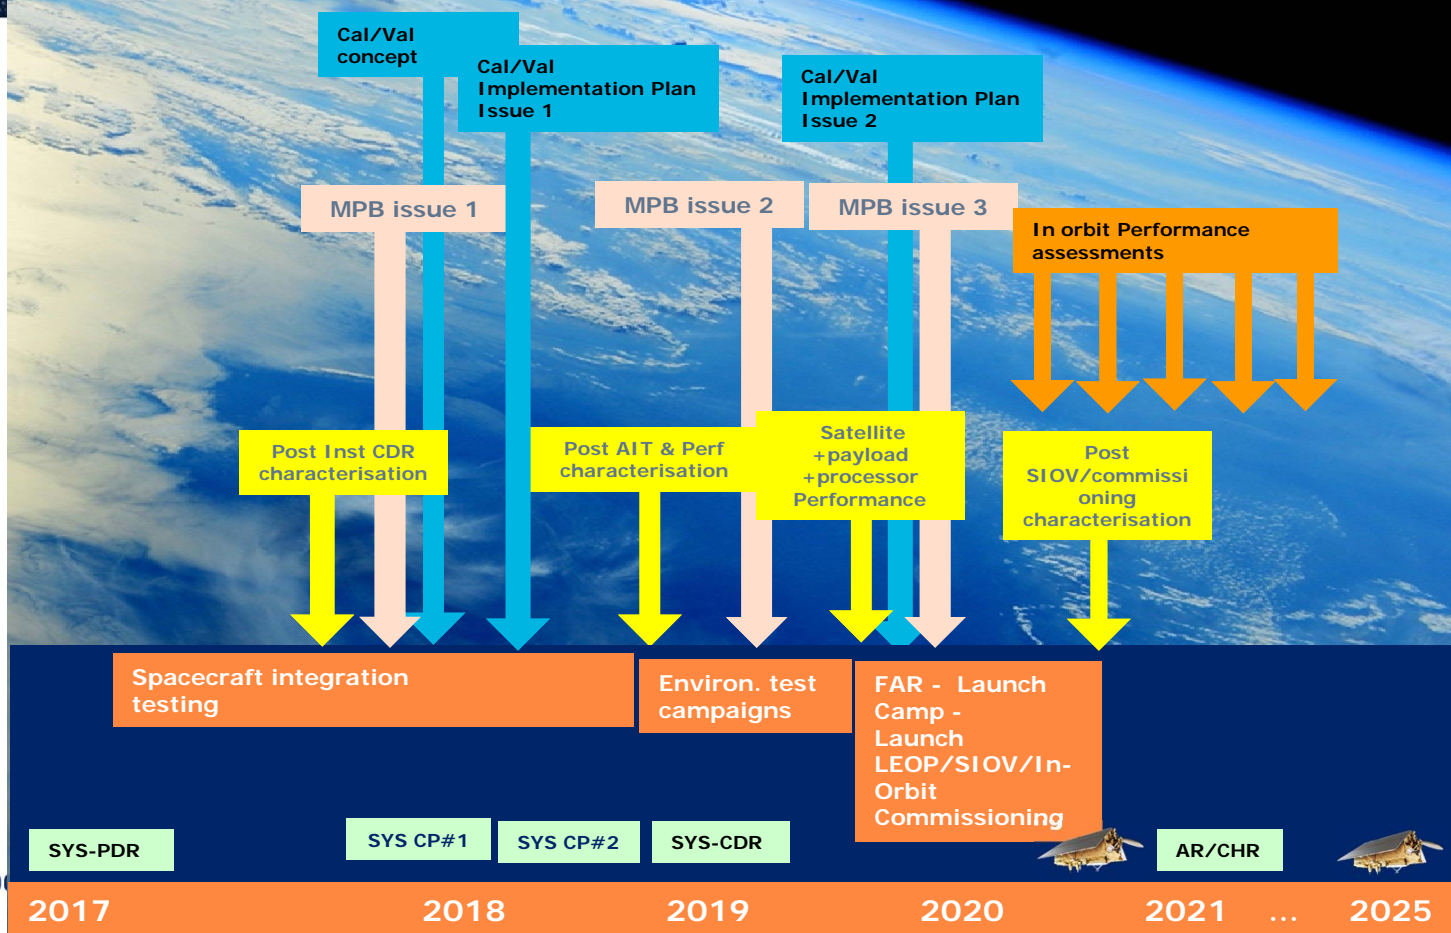 Cal/Val
concept
Cal/Val
Implementation Plan
Issue 1
Cal/Val
Implementation Plan
Issue 2
MPB issue 1
MPB issue 2
MPB issue 3
In orbit Performance
assessments
Post Inst CDR
characterisation
Post AIT & Perf
characterisation
Satellite
+payload
+processor
Performance
Post
SIOV/commissi
oning
characterisation
Spacecraft integration
testing
Environ. test
campaigns
FAR - Launch
Camp -
Launch
LEOP/SIOV/In-
Orbit
Commissioning
SYS-PDR
SYS CP#1
SYS CP#2
SYS-CDR
AR/CHR
2017
2018
2019
2020
2021
...
2025